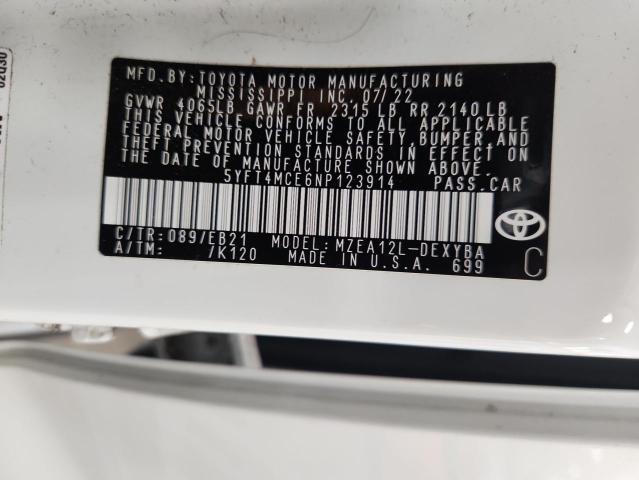 MFD. BY: TOYOTA MOTOR MANUFACTURING
MISSISSIPPI INC. 07/22
GVWR 4065LB GAWR FR 2315 LB RR 2140 LB
THIS VEHICLE CONFORMS TO ALL APPLICABLE
FEDERAL MOTOR VEHICLE SAFETY, BUMPER, AND
THEFT PREVENTION STANDARDS IN EFFECT ON
THE DATE OF MANUFACTURE SHOWN ABOVE.
5YFT4MCE6NP123914 PASS. CAR
C/TR: 089/EB21 MODEL: MZEA12L-DEXYBA
A/TM: /K120 MADE IN U.S.A. 699
C